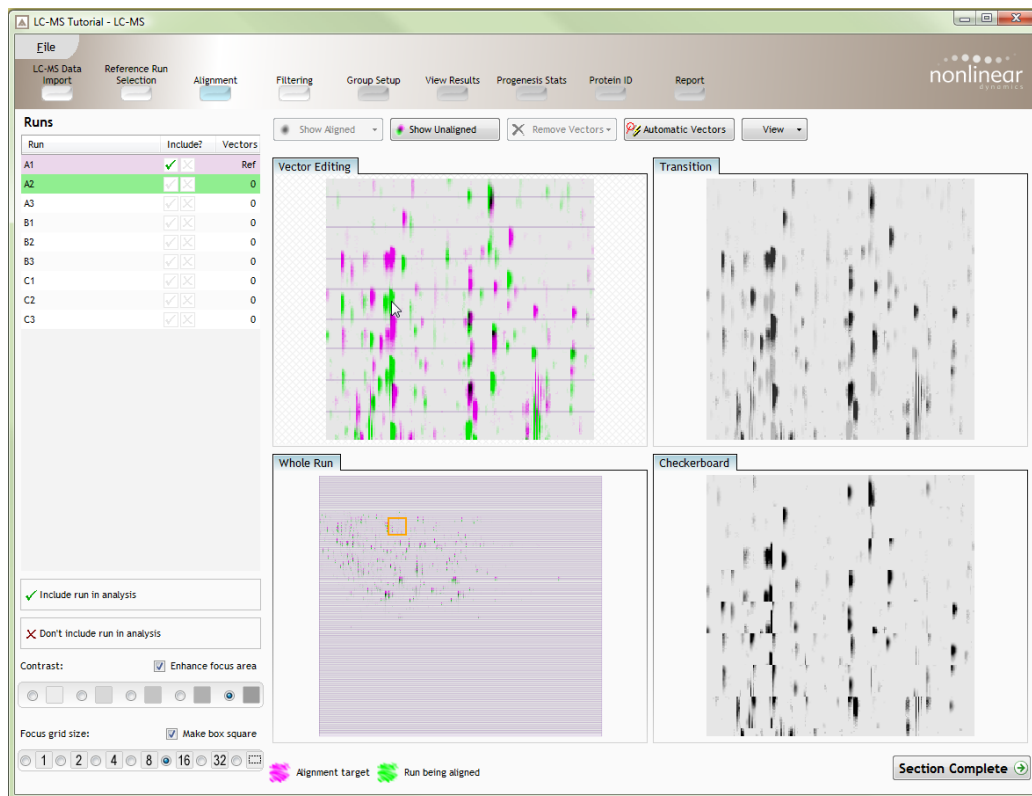 LC-MS Tutorial - LC-MS
File
LC-MS Data Import
Reference Run Selection
Alignment
Filtering
Group Setup
View Results
Progenesis Stats
Protein ID
Report
nonlinear
dynamics
Runs
Show Aligned
Show Unaligned
Remove Vectors
Automatic Vectors
View
Run Include? Vectors
A1 Ref
A2 0
A3 0
B1 0
B2 0
B3 0
C1 0
C2 0
C3 0
Vector Editing
Transition
Whole Run
Checkerboard
Include run in analysis
Don't include run in analysis
Contrast: Enhance focus area
Focus grid size: Make box square
1 2 4 8 16 32
Alignment target
Run being aligned
Section Complete